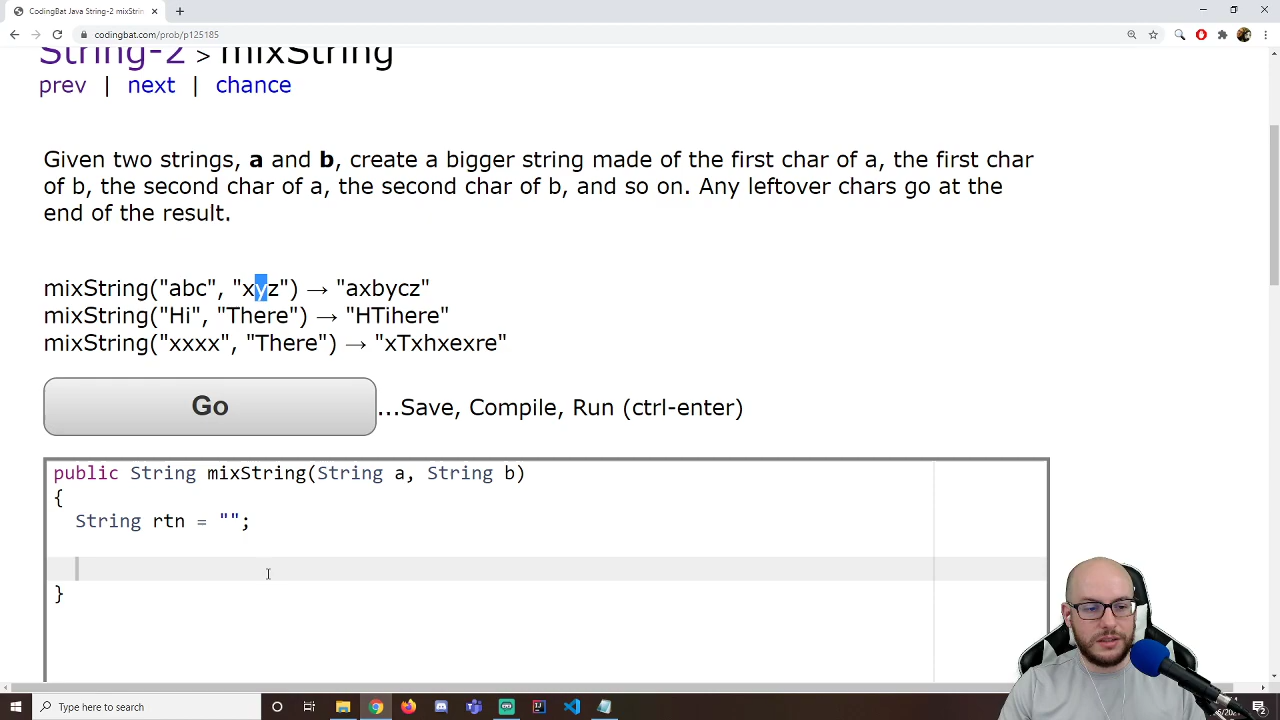 CodingBat Java String-2 mixStrin
codingbat.com/prob/p125185
String-2 > mixString
prev | next | chance
Given two strings, a and b, create a bigger string made of the first char of a, the first char
of b, the second char of a, the second char of b, and so on. Any leftover chars go at the
end of the result.
mixString("abc", "xyz") → "axbycz"
mixString("Hi", "There") → "HTihere"
mixString("xxxx", "There") → "xTxhxexre"
Go
...Save, Compile, Run (ctrl-enter)
public String mixString(String a, String b)
{
String rtn = "";
}
Type here to search